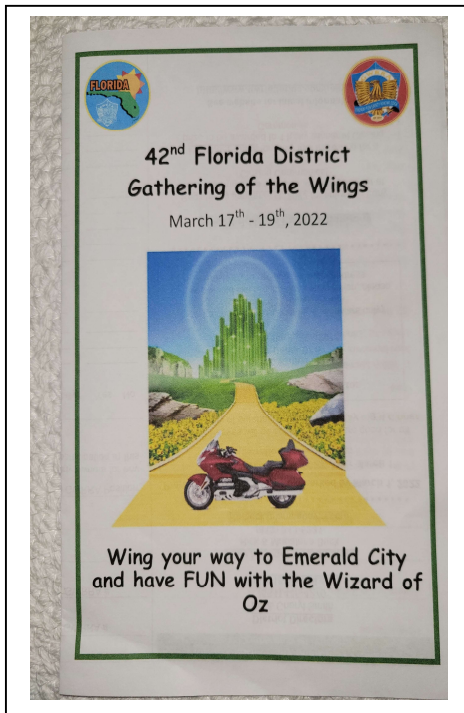 FLORIDA
42nd Florida District
Gathering of the Wings
March 17th - 19th, 2022
Wing your way to Emerald City
and have FUN with the Wizard of
Oz